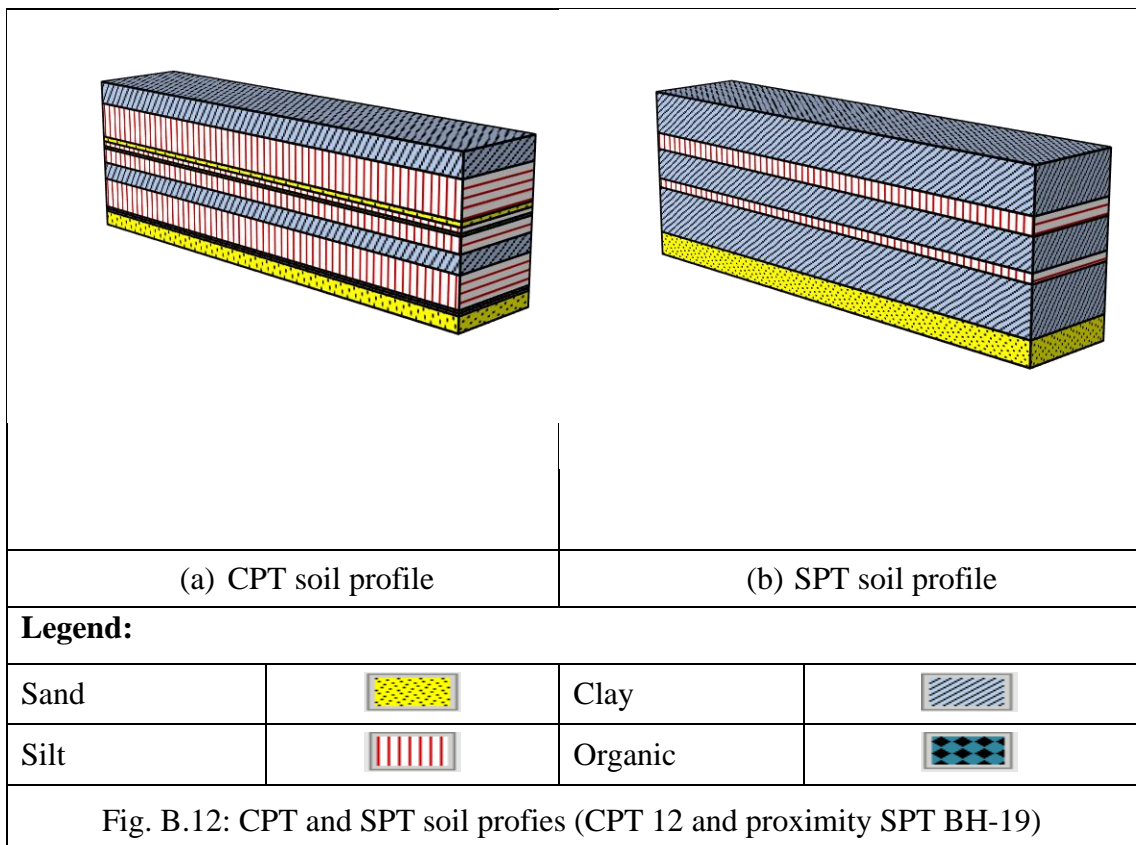 (a) CPT soil profile
(b) SPT soil profile
Legend:
Sand
Clay
Silt
Organic
Fig. B.12: CPT and SPT soil profies (CPT 12 and proximity SPT BH-19)